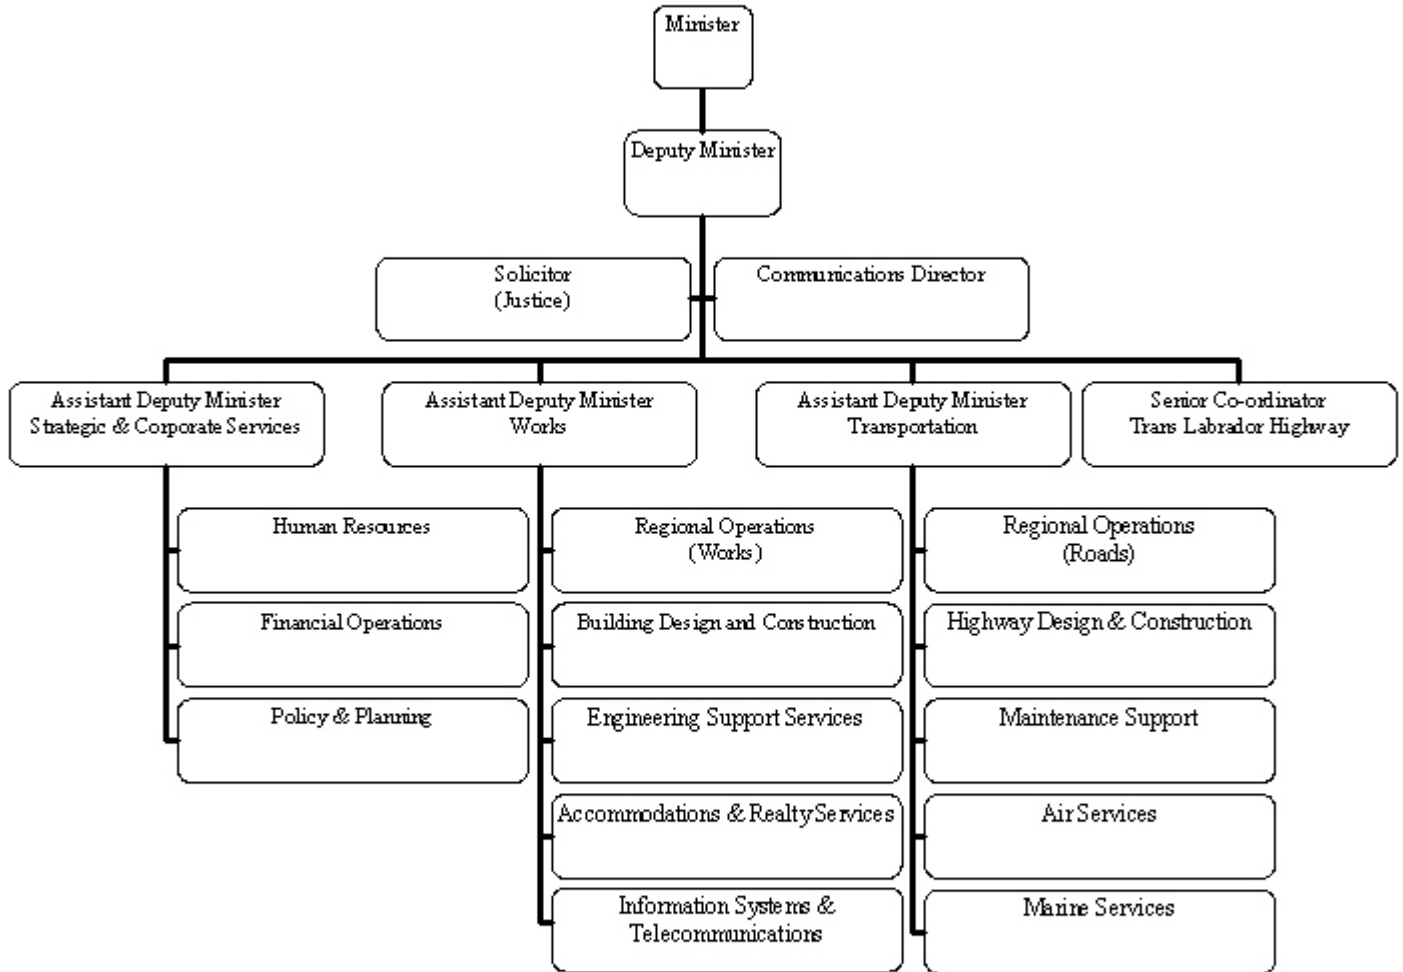 Minister
Deputy Minister
Solicitor
(Justice)
Communications Director
Assistant Deputy Minister
Strategic & Corporate Services
Assistant Deputy Minister
Works
Assistant Deputy Minister
Transportation
Senior Co-ordinator
Trans Labrador Highway
Human Resources
Financial Operations
Policy & Planning
Regional Operations
(Works)
Building Design and Construction
Engineering Support Services
Accommodations & Realty Services
Information Systems &
Telecommunications
Regional Operations
(Roads)
Highway Design & Construction
Maintenance Support
Air Services
Marine Services